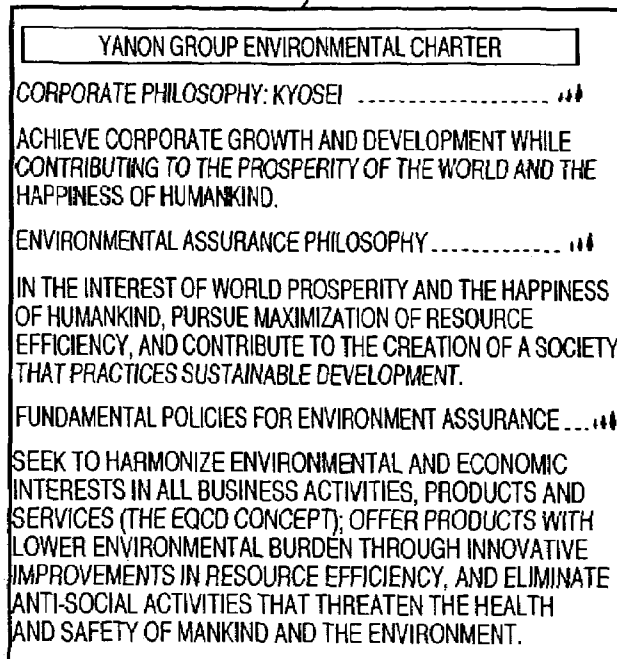 YANON GROUP ENVIRONMENTAL CHARTER
CORPORATE PHILOSOPHY: KYOSEI
ACHIEVE CORPORATE GROWTH AND DEVELOPMENT WHILE
CONTRIBUTING TO THE PROSPERITY OF THE WORLD AND THE
HAPPINESS OF HUMANKIND.
ENVIRONMENTAL ASSURANCE PHILOSOPHY
IN THE INTEREST OF WORLD PROSPERITY AND THE HAPPINESS
OF HUMANKIND, PURSUE MAXIMIZATION OF RESOURCE
EFFICIENCY, AND CONTRIBUTE TO THE CREATION OF A SOCIETY
THAT PRACTICES SUSTAINABLE DEVELOPMENT.
FUNDAMENTAL POLICIES FOR ENVIRONMENT ASSURANCE
SEEK TO HARMONIZE ENVIRONMENTAL AND ECONOMIC
INTERESTS IN ALL BUSINESS ACTIVITIES, PRODUCTS AND
SERVICES (THE EQCD CONCEPT); OFFER PRODUCTS WITH
LOWER ENVIRONMENTAL BURDEN THROUGH INNOVATIVE
IMPROVEMENTS IN RESOURCE EFFICIENCY, AND ELIMINATE
ANTI-SOCIAL ACTIVITIES THAT THREATEN THE HEALTH
AND SAFETY OF MANKIND AND THE ENVIRONMENT.